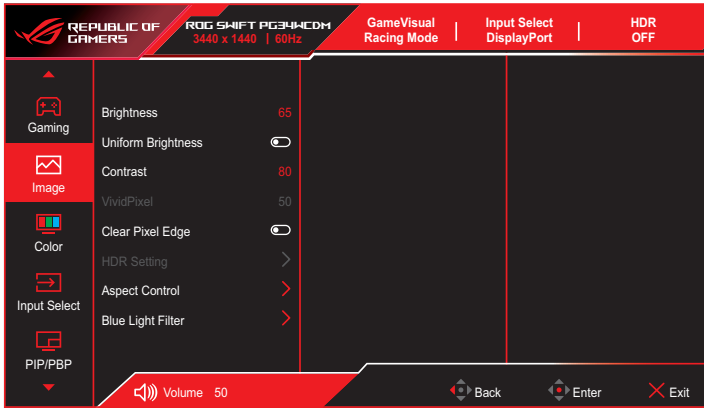 REPUBLIC OF
GAMERS
ROG SWIFT PG34WCDM
3440 x 1440 | 60Hz
GameVisual
Racing Mode
Input Select
DisplayPort
HDR
OFF
Gaming
Image
Color
Input Select
PIP/PBP
Brightness 65
Uniform Brightness
Contrast 80
VividPixel 50
Clear Pixel Edge
HDR Setting
Aspect Control
Blue Light Filter
Volume 50
Back
Enter
Exit